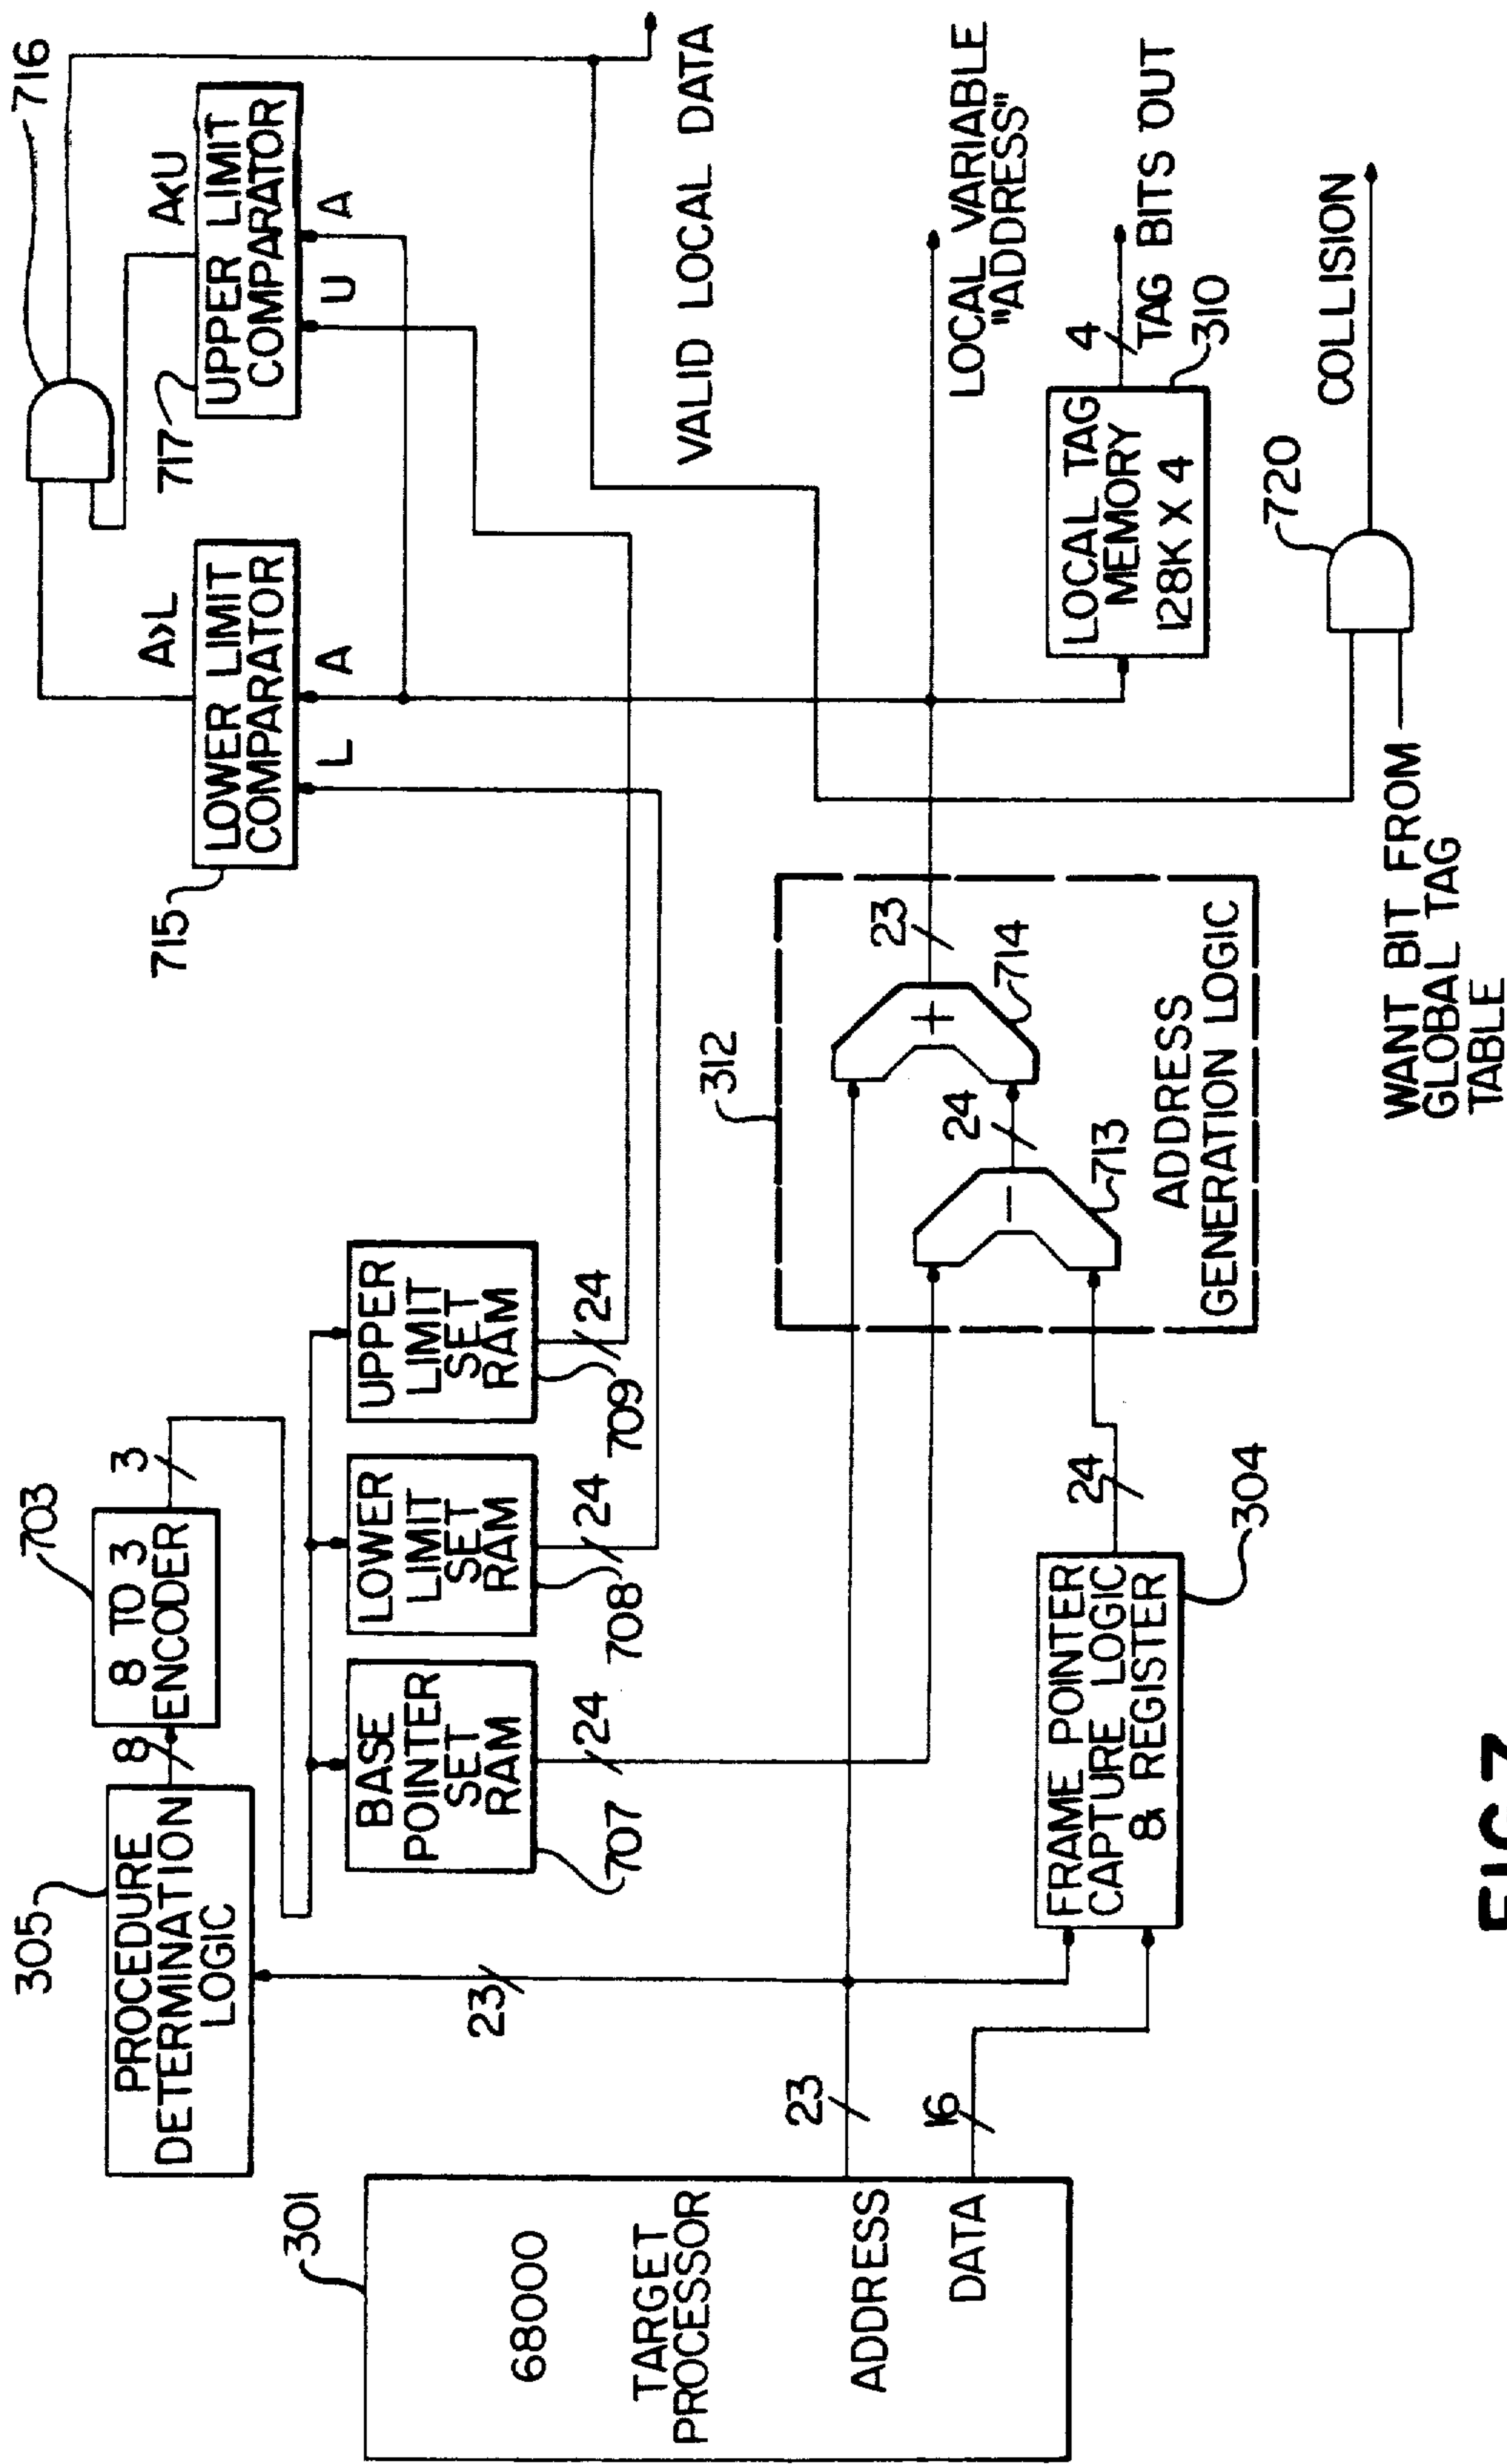 301
68000
TARGET
PROCESSOR
ADDRESS
DATA
23
16
305
PROCEDURE
DETERMINATION
LOGIC
23
8
703
8 TO 3
ENCODER
3
BASE
POINTER
SET
RAM
707
24
LOWER
LIMIT
SET
RAM
708
24
UPPER
LIMIT
SET
RAM
709
24
FRAME POINTER
CAPTURE LOGIC
& REGISTER
304
24
312
713
24
714
23
ADDRESS
GENERATION LOGIC
715
LOWER LIMIT
COMPARATOR
A>L
L
A
716
717
UPPER LIMIT
COMPARATOR
A<U
U
A
VALID LOCAL DATA
LOCAL VARIABLE
"ADDRESS"
LOCAL TAG
MEMORY
128K X 4
4
TAG BITS OUT
310
720
COLLISION
WANT BIT FROM
GLOBAL TAG
TABLE